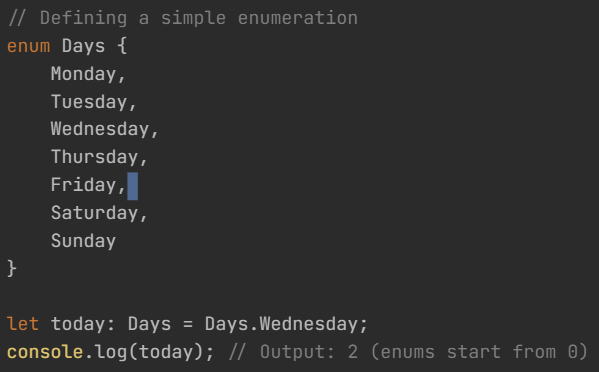 // Defining a simple enumeration
enum Days {
    Monday,
    Tuesday,
    Wednesday,
    Thursday,
    Friday,
    Saturday,
    Sunday
}

let today: Days = Days.Wednesday;
console.log(today); // Output: 2 (enums start from 0)